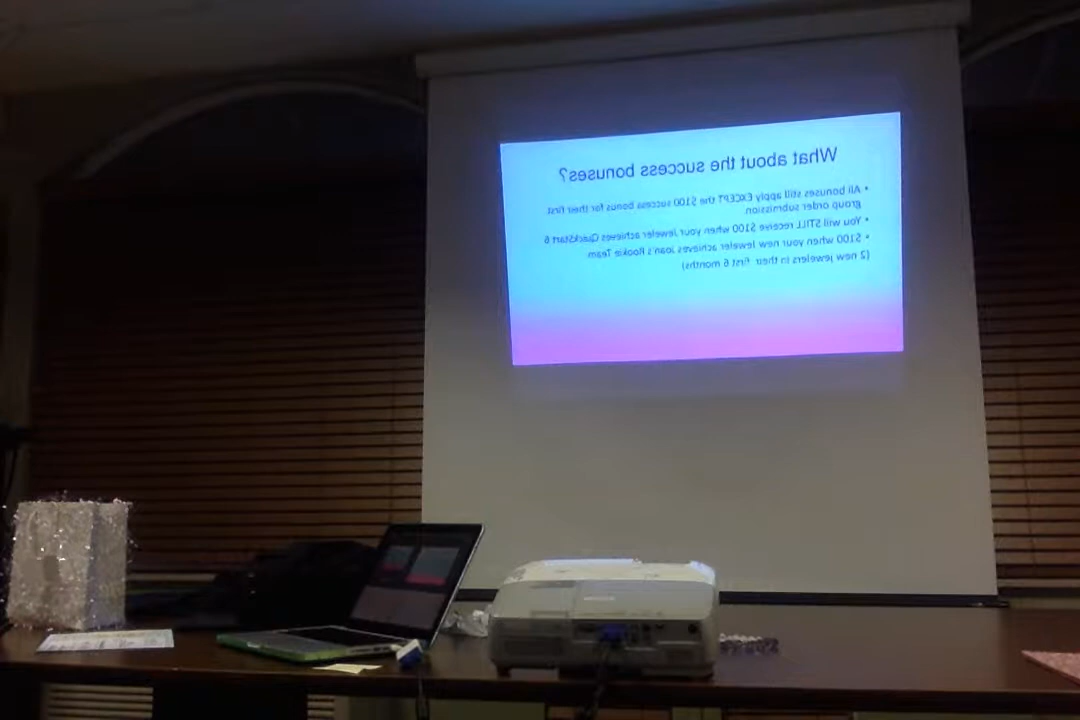 What about the success bonuses?
• All bonuses still apply EXCEPT the $100 success bonus for their first
group order submission.
• You will STILL receive $100 when your jeweler achieves QuickStart 6
• $100 when your new jeweler achieves Joan's Rookie Team
(2 new jewelers in their first 6 months)